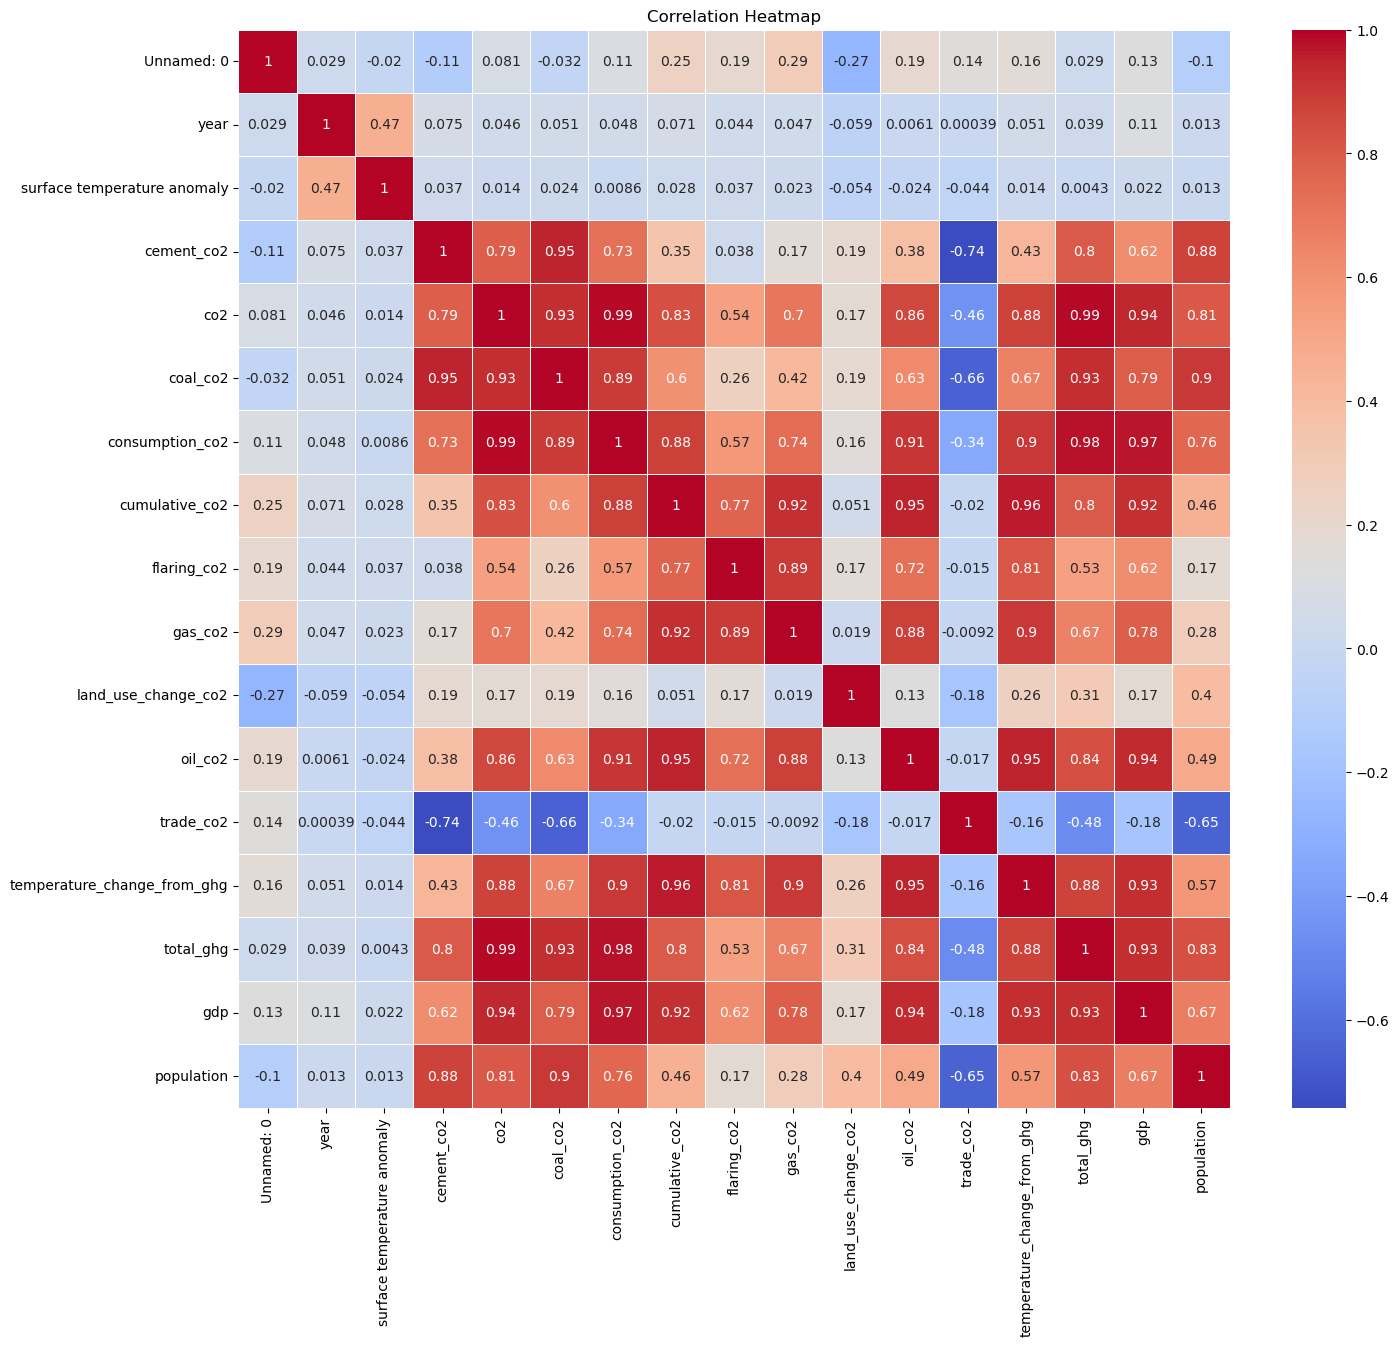 Correlation Heatmap
Unnamed: 0 1 0.029 -0.02 -0.11 0.081 -0.032 0.11 0.25 0.19 0.29 -0.27 0.19 0.14 0.16 0.029 0.13 -0.1
year 0.029 1 0.47 0.075 0.046 0.051 0.048 0.071 0.044 0.047 -0.059 0.0061 0.00039 0.051 0.039 0.11 0.013
surface temperature anomaly -0.02 0.47 1 0.037 0.014 0.024 0.0086 0.028 0.037 0.023 -0.054 -0.024 -0.044 0.014 0.0043 0.022 0.013
cement_co2 -0.11 0.075 0.037 1 0.79 0.95 0.73 0.35 0.038 0.17 0.19 0.38 -0.74 0.43 0.8 0.62 0.88
co2 0.081 0.046 0.014 0.79 1 0.93 0.99 0.83 0.54 0.7 0.17 0.86 -0.46 0.88 0.99 0.94 0.81
coal_co2 -0.032 0.051 0.024 0.95 0.93 1 0.89 0.6 0.26 0.42 0.19 0.63 -0.66 0.67 0.93 0.79 0.9
consumption_co2 0.11 0.048 0.0086 0.73 0.99 0.89 1 0.88 0.57 0.74 0.16 0.91 -0.34 0.9 0.98 0.97 0.76
cumulative_co2 0.25 0.071 0.028 0.35 0.83 0.6 0.88 1 0.77 0.92 0.051 0.95 -0.02 0.96 0.8 0.92 0.46
flaring_co2 0.19 0.044 0.037 0.038 0.54 0.26 0.57 0.77 1 0.89 0.17 0.72 -0.015 0.81 0.53 0.62 0.17
gas_co2 0.29 0.047 0.023 0.17 0.7 0.42 0.74 0.92 0.89 1 0.019 0.88 -0.0092 0.9 0.67 0.78 0.28
land_use_change_co2 -0.27 -0.059 -0.054 0.19 0.17 0.19 0.16 0.051 0.17 0.019 1 0.13 -0.18 0.26 0.31 0.17 0.4
oil_co2 0.19 0.0061 -0.024 0.38 0.86 0.63 0.91 0.95 0.72 0.88 0.13 1 -0.017 0.95 0.84 0.94 0.49
trade_co2 0.14 0.00039 -0.044 -0.74 -0.46 -0.66 -0.34 -0.02 -0.015 -0.0092 -0.18 -0.017 1 -0.16 -0.48 -0.18 -0.65
temperature_change_from_ghg 0.16 0.051 0.014 0.43 0.88 0.67 0.9 0.96 0.81 0.9 0.26 0.95 -0.16 1 0.88 0.93 0.57
total_ghg 0.029 0.039 0.0043 0.8 0.99 0.93 0.98 0.8 0.53 0.67 0.31 0.84 -0.48 0.88 1 0.93 0.83
gdp 0.13 0.11 0.022 0.62 0.94 0.79 0.97 0.92 0.62 0.78 0.17 0.94 -0.18 0.93 0.93 1 0.67
population -0.1 0.013 0.013 0.88 0.81 0.9 0.76 0.46 0.17 0.28 0.4 0.49 -0.65 0.57 0.83 0.67 1
Unnamed: 0
year
surface temperature anomaly
cement_co2
co2
coal_co2
consumption_co2
cumulative_co2
flaring_co2
gas_co2
land_use_change_co2
oil_co2
trade_co2
temperature_change_from_ghg
total_ghg
gdp
population
1.0
0.8
0.6
0.4
0.2
0.0
−0.2
−0.4
−0.6